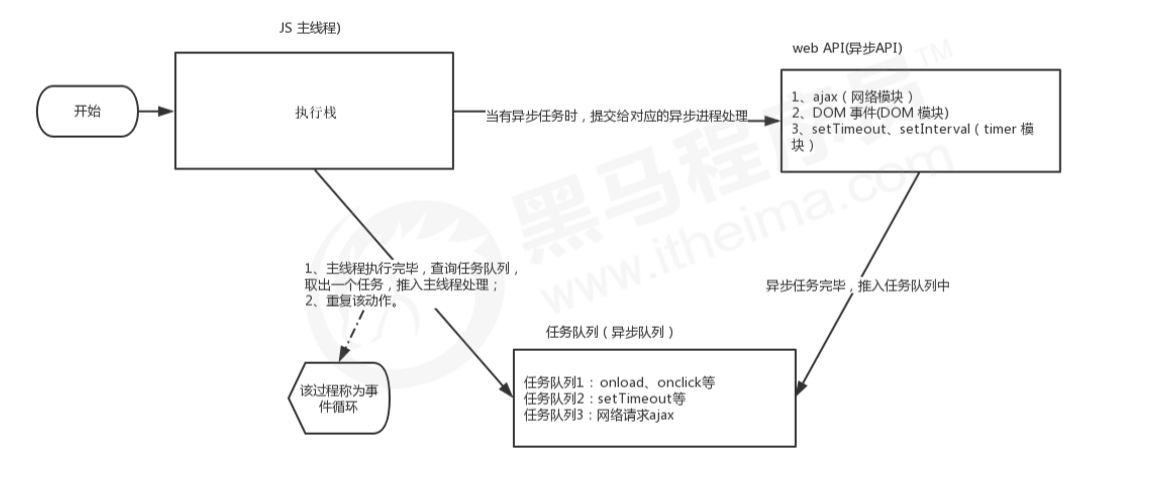 JS 主线程)
web API(异步API)
开始
执行栈
当有异步任务时，提交给对应的异步进程处理
1、ajax（网络模块）
2、DOM 事件(DOM 模块)
3、setTimeout、setInterval（timer 模
块）
黑马程序员™
www.itheima.com
1、主线程执行完毕，查询任务队列，
取出一个任务，推入主线程处理；
2、重复该动作。
异步任务完毕，推入任务队列中
任务队列（异步队列）
该过程称为事
件循环
任务队列1：onload、onclick等
任务队列2：setTimeout等
任务队列3：网络请求ajax